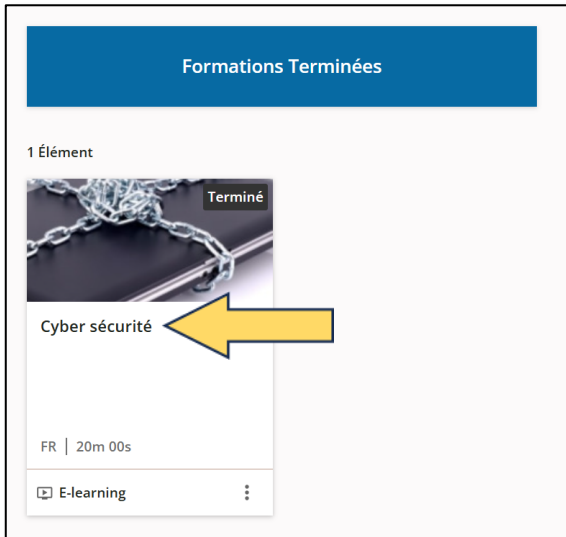 Formations Terminées
1 Élément
Terminé
Cyber sécurité
FR | 20m 00s
E-learning